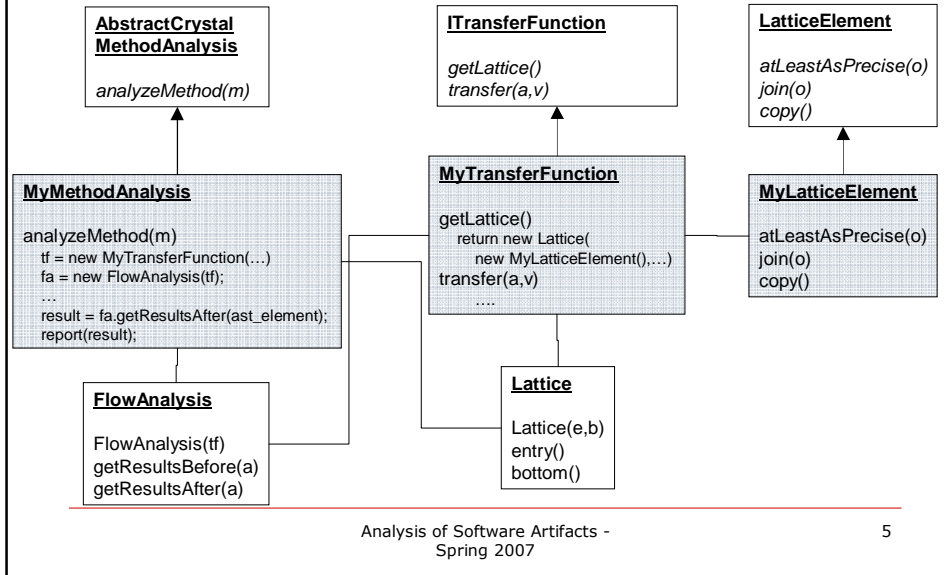 AbstractCrystal
MethodAnalysis
analyzeMethod(m)
ITransferFunction
getLattice()
transfer(a,v)
LatticeElement
atLeastAsPrecise(o)
join(o)
copy()
MyMethodAnalysis
analyzeMethod(m)
tf = new MyTransferFunction(…)
fa = new FlowAnalysis(tf);
…
result = fa.getResultsAfter(ast_element);
report(result);
MyTransferFunction
getLattice()
return new Lattice(
new MyLatticeElement(),…)
transfer(a,v)
….
MyLatticeElement
atLeastAsPrecise(o)
join(o)
copy()
FlowAnalysis
FlowAnalysis(tf)
getResultsBefore(a)
getResultsAfter(a)
Lattice
Lattice(e,b)
entry()
bottom()
Analysis of Software Artifacts -
Spring 2007
5